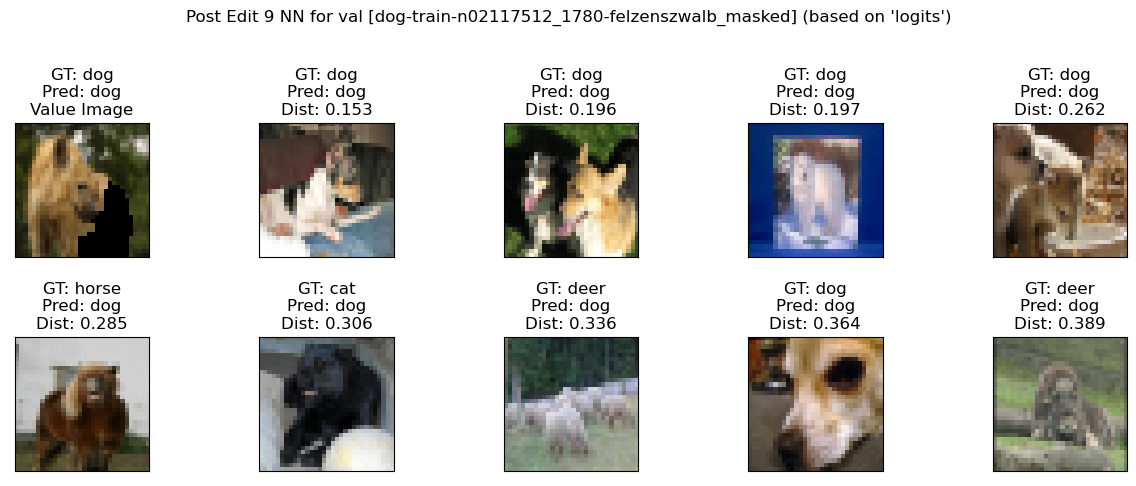 Post Edit 9 NN for val [dog-train-n02117512_1780-felzenszwalb_masked] (based on 'logits')
GT: dog
Pred: dog
Value Image
GT: dog
Pred: dog
Dist: 0.153
GT: dog
Pred: dog
Dist: 0.196
GT: dog
Pred: dog
Dist: 0.197
GT: dog
Pred: dog
Dist: 0.262
GT: horse
Pred: dog
Dist: 0.285
GT: cat
Pred: dog
Dist: 0.306
GT: deer
Pred: dog
Dist: 0.336
GT: dog
Pred: dog
Dist: 0.364
GT: deer
Pred: dog
Dist: 0.389